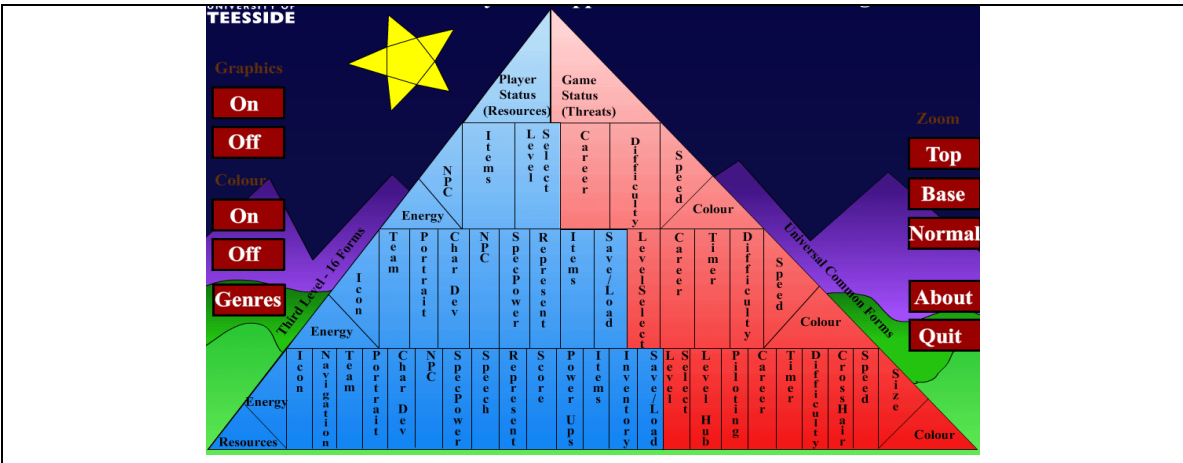 UNIVERSITY OF
TEESSIDE
Graphics
On
Off
Colour
On
Off
Genres
Zoom
Top
Base
Normal
About
Quit
Third Level - 16 Forms
Universal Common Forms
Player
Status
(Resources)
Game
Status
(Threats)
Energy
NPC
Items
Level
Select
Career
Difficulty
Speed
Colour
Energy
Icon
Team
Portrait
Char Dev
NPC
SpecPower
Represent
Items
Save/Load
LevelSelect
Career
Timer
Difficulty
Speed
Colour
Resources
Energy
Icon
Navigation
Team
Portrait
Char Dev
NPC
SpecPower
Speech
Represent
Score
Power Ups
Items
Inventory
Save/Load
Level
Select
Level Hub
Piloting
Career
Timer
Difficulty
CrossHair
Speed
Size
Colour